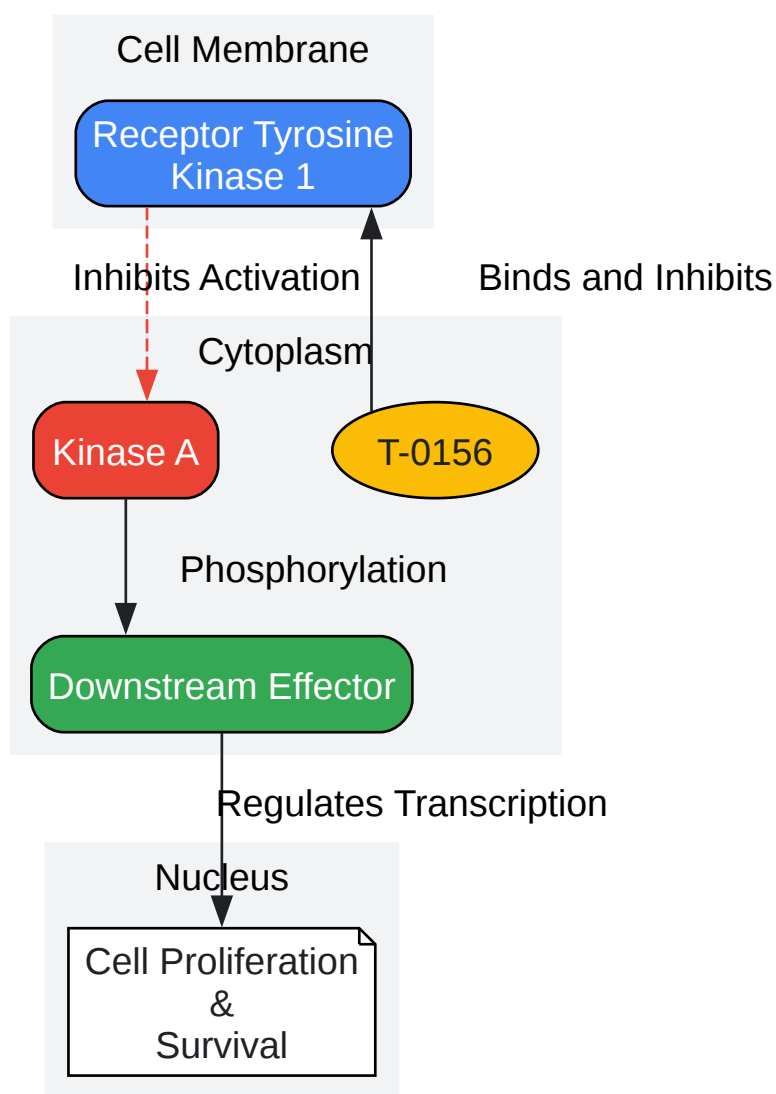 Cell Membrane
Receptor Tyrosine
Kinase 1
Inhibits Activation
Binds and Inhibits
Cytoplasm
Kinase A
T-0156
Phosphorylation
Downstream Effector
Regulates Transcription
Nucleus
Cell Proliferation
&
Survival